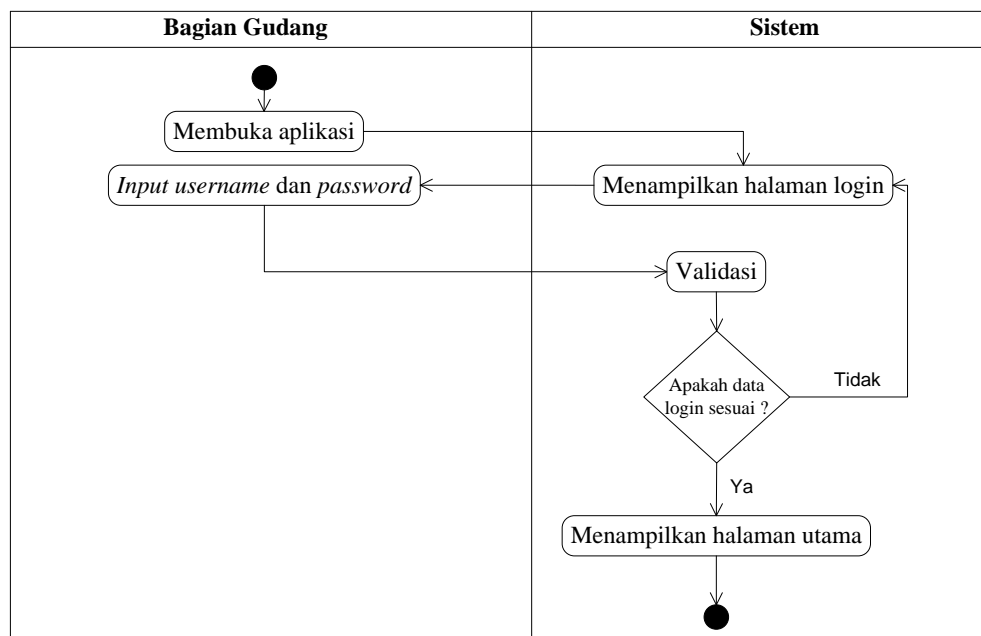 Bagian Gudang
Sistem
Membuka aplikasi
Input username dan password
Menampilkan halaman login
Validasi
Apakah data
login sesuai ?
Tidak
Ya
Menampilkan halaman utama